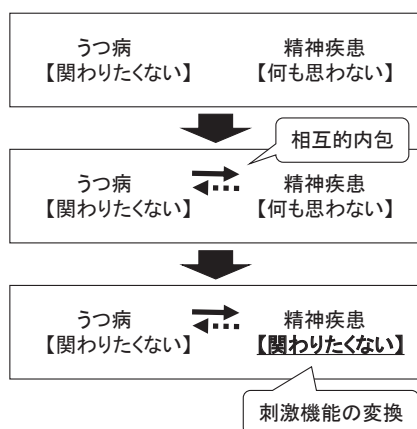 うつ病 精神疾患
【関わりたくない】 【何も思わない】
相互的内包
うつ病 精神疾患
【関わりたくない】 【何も思わない】
うつ病 精神疾患
【関わりたくない】 【関わりたくない】
刺激機能の変換